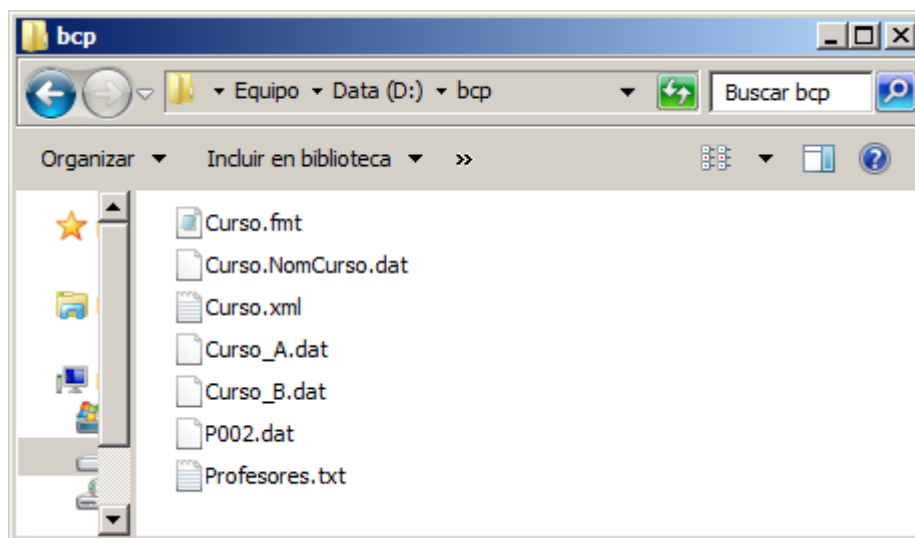 bcp
Equipo Data (D:) bcp Buscar bcp
Organizar Incluir en biblioteca »
Curso.fmt
Curso.NomCurso.dat
Curso.xml
Curso_A.dat
Curso_B.dat
P002.dat
Profesores.txt